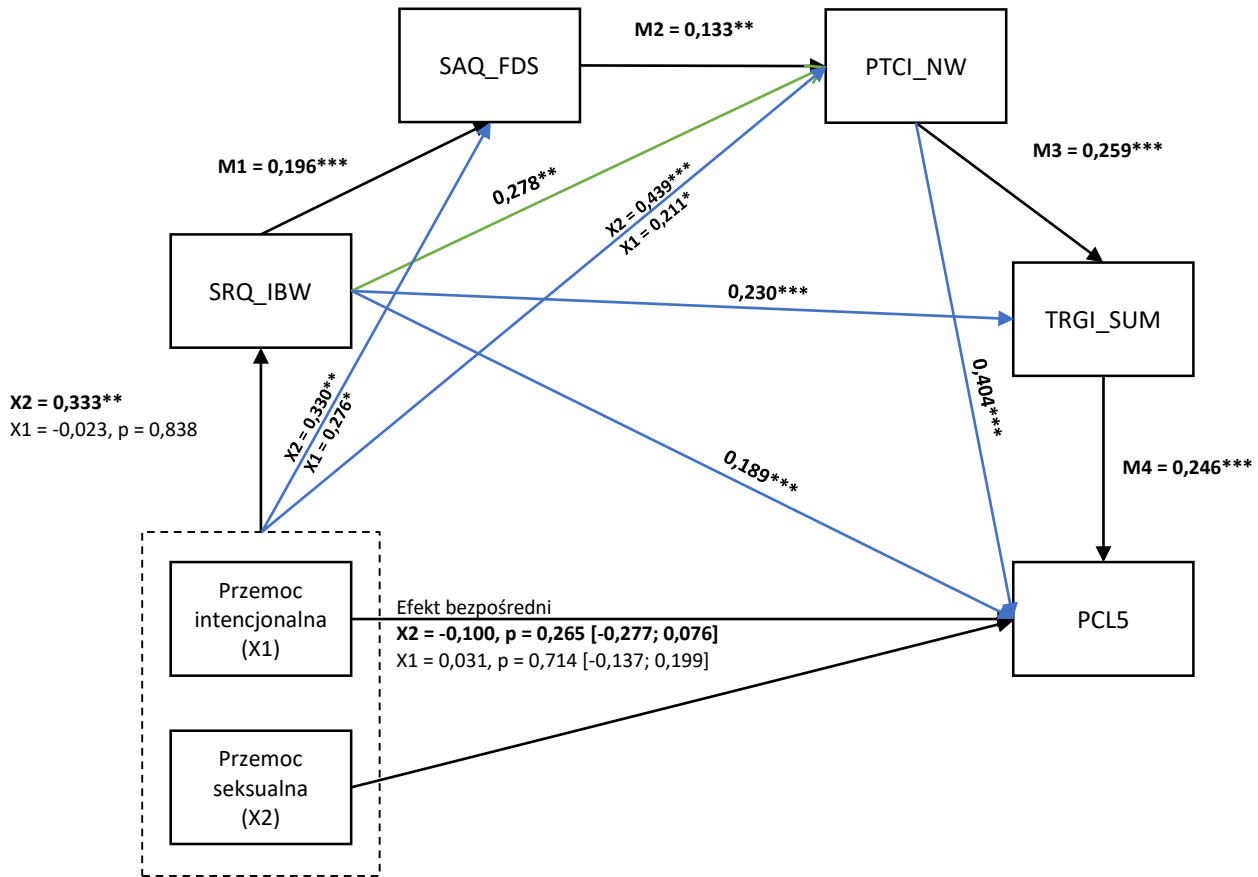 M2 = 0,133**
SAQ_FDS
PTCI_NW
M1 = 0,196***
M3 = 0,259***
0,278**
X2 = 0,439***
X1 = 0,211*
SRQ_IBW
0,230***
TRGI_SUM
X2 = 0,333**
X1 = -0,023, p = 0,838
X2 = 0,330**
X1 = 0,276*
0,404***
0,189***
M4 = 0,246***
Przemoc
intencjonalna
(X1)
Efekt bezpośredni
X2 = -0,100, p = 0,265 [-0,277; 0,076]
X1 = 0,031, p = 0,714 [-0,137; 0,199]
PCL5
Przemoc
seksualna
(X2)